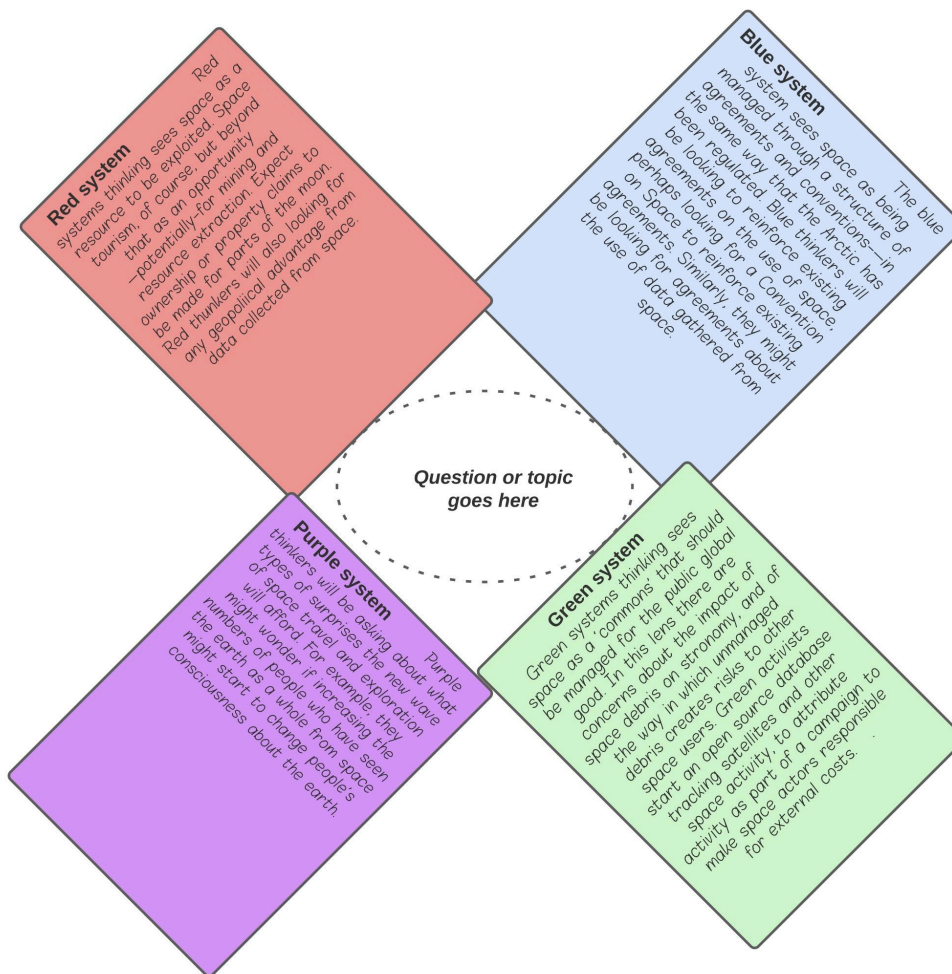 Red system
Red
systems thinking sees space as a
resource to be exploited. Space
tourism, of course, but beyond
that as an opportunity
—potentially–for mining and
resource extraction. Expect
ownership or property claims to
be made for parts of the moon.
Red thunkers will also looking for
any geopoliical advantage from
data collected from space.
Blue system
The blue
system sees space as being
managed through a structure of
agreements and conventions—in
the same way that the Arctic has
been regulated. Blue thinkers will
be looking to reinforce existing
agreements on the use of space,
perhaps looking for a Convention
on Space to reinforce existing
agreements. Similarly, they might
be looking for agreements about
the use of data gathered from
space.
Question or topic
goes here
Purple system
Purple
thinkers will be asking about what
types of surprises the new wave
of space travel and exploration
will afford. For example, they
might wonder if increasing the
numbers of people who have seen
the earth as a whole from space
might start to change people's
consciousness about the earth.
Green system
Green systems thinking sees
space as a 'commons' that should
be managed for the public global
good. In this lens, there are
concerns about the impact of
space debris on stronomy, and of
the way in which unmanaged
debris creates risks to other
space users. Green activists
start an open source database
tracking satellites and other
space activity, to attribute
activity as part of a campaign to
make space actors responsible
for external costs. .